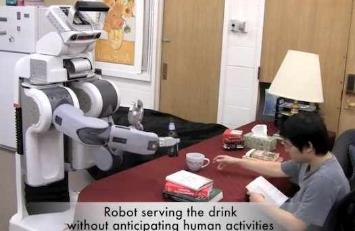 Robot serving the drink
without anticipating human activities